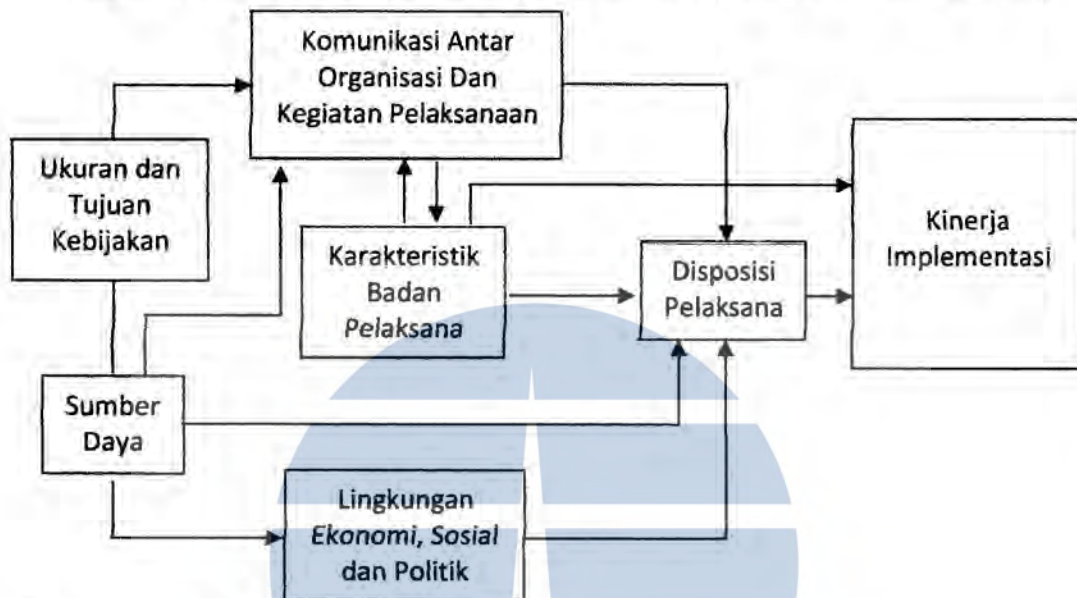 Komunikasi Antar
Organisasi Dan
Kegiatan Pelaksanaan
Ukuran dan
Tujuan
Kebijakan
Karakteristik
Badan
Pelaksana
Disposisi
Pelaksana
Kinerja
Implementasi
Sumber
Daya
Lingkungan
Ekonomi, Sosial
dan Politik